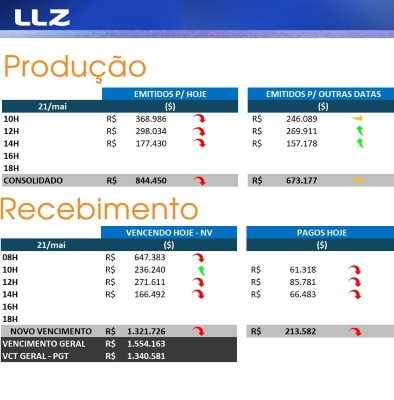 LLZ
Produção
EMITIDOS P/ HOJE EMITIDOS P/ OUTRAS DATAS
21/mai ($) ($)
10H R$ 368.986 R$ 246.089
12H R$ 298.034 R$ 269.911
14H R$ 177.430 R$ 157.178
16H
18H
CONSOLIDADO R$ 844.450 R$ 673.177
Recebimento
VENCENDO HOJE - NV PAGOS HOJE
21/mai ($) ($)
08H R$ 647.383
10H R$ 236.240 R$ 61.318
12H R$ 271.611 R$ 85.781
14H R$ 166.492 R$ 66.483
16H
18H
NOVO VENCIMENTO R$ 1.321.726 R$ 213.582
VENCIMENTO GERAL R$ 1.554.163
VCT GERAL - PGT R$ 1.340.581